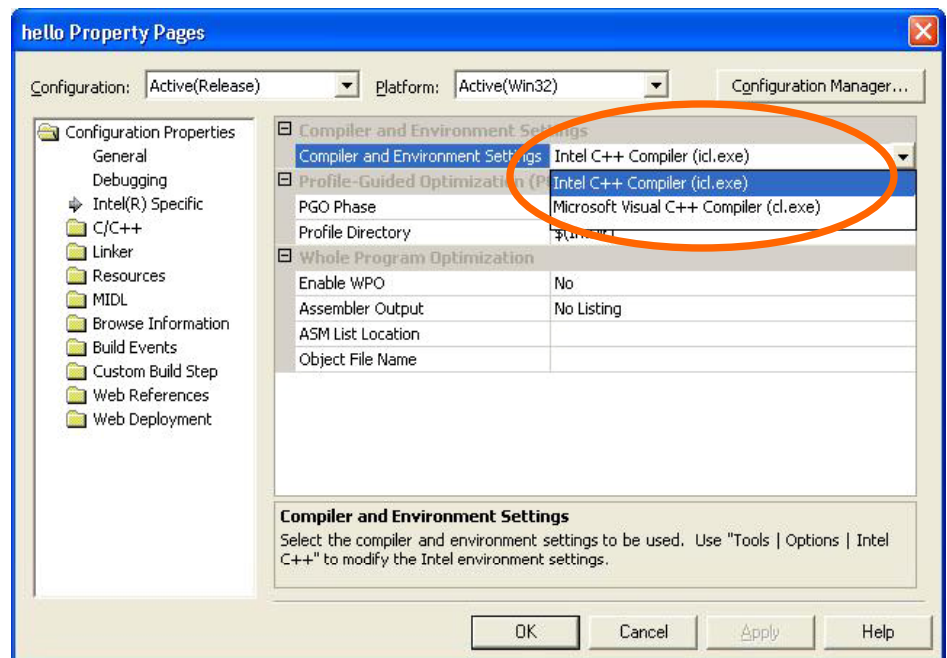 hello Property Pages
Configuration: Active(Release) Platform: Active(Win32) Configuration Manager...
Configuration Properties
General
Debugging
Intel(R) Specific
C/C++
Linker
Resources
MIDL
Browse Information
Build Events
Custom Build Step
Web References
Web Deployment
Compiler and Environment Settings
Compiler and Environment Settings Intel C++ Compiler (icl.exe)
Intel C++ Compiler (icl.exe)
Microsoft Visual C++ Compiler (cl.exe)
Profile-Guided Optimization
PGO Phase
Profile Directory
Whole Program Optimization
Enable WPO No
Assembler Output No Listing
ASM List Location
Object File Name
Compiler and Environment Settings
Select the compiler and environment settings to be used. Use "Tools | Options | Intel
C++" to modify the Intel environment settings.
OK Cancel Apply Help